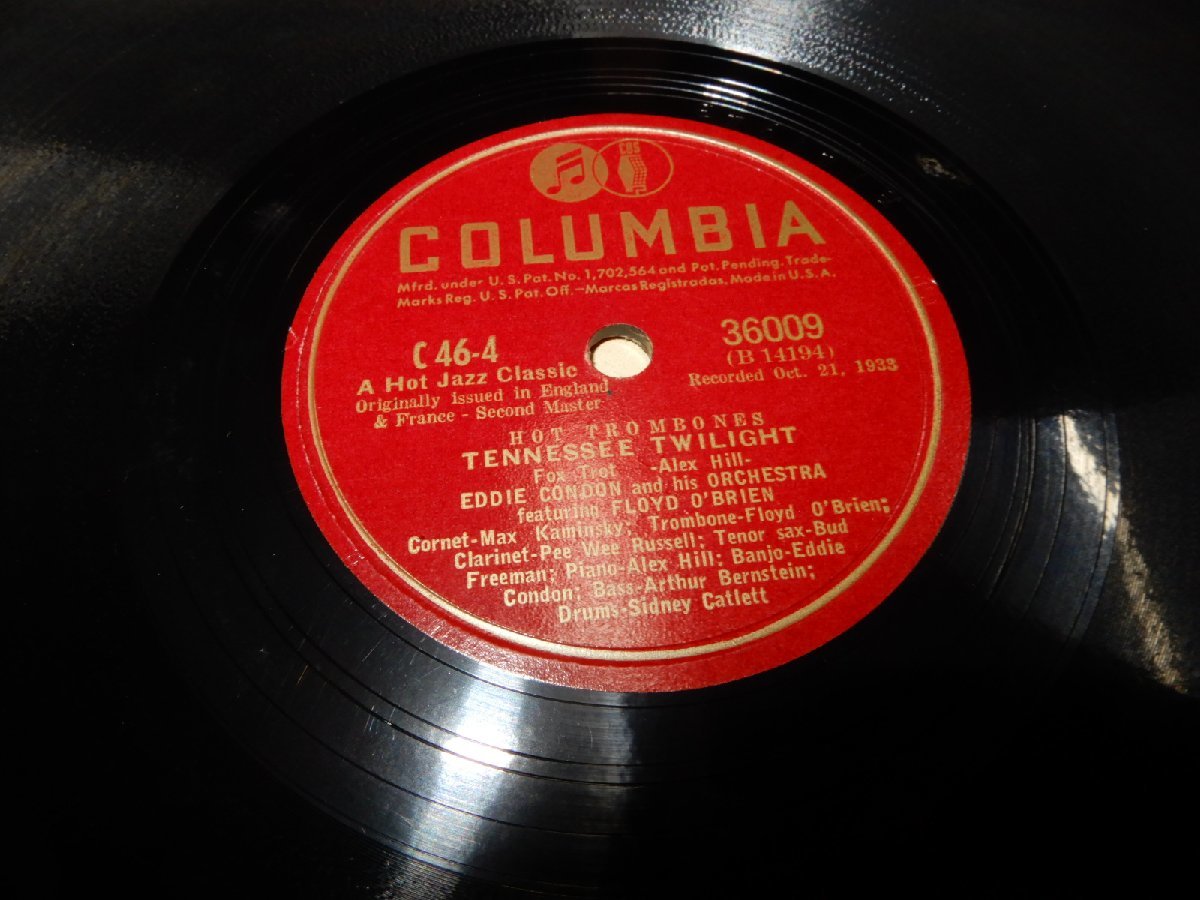 CBS
COLUMBIA
Mfrd. under U.S. Pat. No. 1,702,564 and Pat. Pending. Trade-
Marks Reg. U.S. Pat. Off.—Marcas Registradas, Made in U.S.A.
C 46-4
A Hot Jazz Classic
Originally issued in England
& France - Second Master
36009
(B 14194)
Recorded Oct. 21, 1933
HOT TROMBONES
TENNESSEE TWILIGHT
Fox Trot -Alex Hill-
EDDIE CONDON and his ORCHESTRA
featuring FLOYD O'BRIEN
Cornet-Max Kaminsky; Trombone-Floyd O'Brien;
Clarinet-Pee Wee Russell; Tenor sax-Bud
Freeman; Piano-Alex Hill; Banjo-Eddie
Condon; Bass-Arthur Bernstein;
Drums-Sidney Catlett